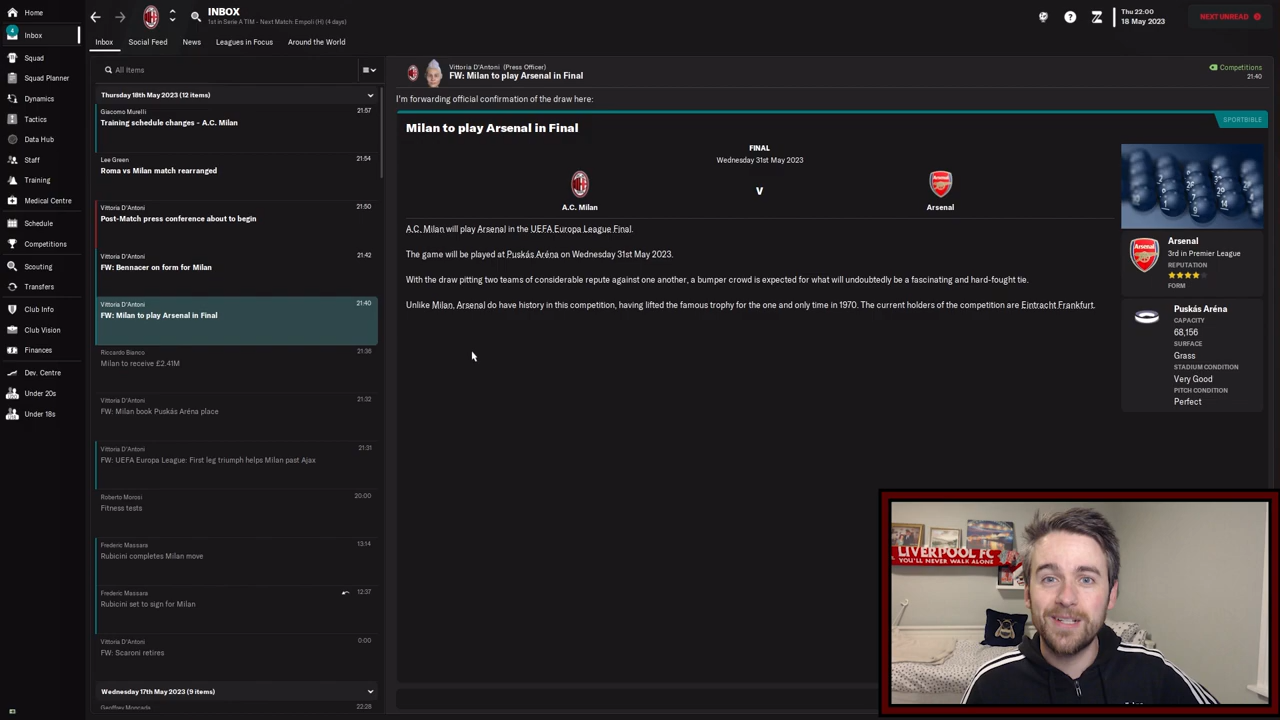 Home
4
Inbox
Squad
Squad Planner
Dynamics
Tactics
Data Hub
Staff
Training
Medical Centre
Schedule
Competitions
Scouting
Transfers
Club Info
Club Vision
Finances
Dev. Centre
Under 20s
Under 18s
INBOX
1st in Serie A TIM - Next Match: Empoli (H) (4 days)
Thu 22:00
18 May 2023
NEXT UNREAD
Inbox
Social Feed
News
Leagues in Focus
Around the World
All Items
Thursday 18th May 2023 (12 items)
Giacomo Murelli 21:57
Training schedule changes - A.C. Milan
Lee Green 21:54
Roma vs Milan match rearranged
Vittoria D'Antoni 21:50
Post-Match press conference about to begin
Vittoria D'Antoni 21:42
FW: Bennacer on form for Milan
Vittoria D'Antoni 21:40
FW: Milan to play Arsenal in Final
Riccardo Bianco 21:36
Milan to receive £2.41M
Vittoria D'Antoni 21:32
FW: Milan book Puskás Aréna place
Vittoria D'Antoni 21:31
FW: UEFA Europa League: First leg triumph helps Milan past Ajax
Roberto Morosi 20:00
Fitness tests
Frederic Massara 13:14
Rubicini completes Milan move
Frederic Massara 12:37
Rubicini set to sign for Milan
Vittoria D'Antoni 0:00
FW: Scaroni retires
Wednesday 17th May 2023 (9 items)
Geoffrey Moncada 22:28
Vittoria D'Antoni (Press Officer)
FW: Milan to play Arsenal in Final
Competitions
21:40
I'm forwarding official confirmation of the draw here:
SPORTBIBLE
Milan to play Arsenal in Final
FINAL
Wednesday 31st May 2023
V
A.C. Milan
Arsenal
A.C. Milan will play Arsenal in the UEFA Europa League Final.
The game will be played at Puskás Aréna on Wednesday 31st May 2023.
With the draw pairing two teams of considerable repute against one another, a bumper crowd is expected for what will undoubtedly be a fascinating and hard-fought tie.
Unlike Milan, Arsenal do have history in this competition, having lifted the famous trophy for the one and only time in 1970. The current holders of the competition are Eintracht Frankfurt.
Arsenal
3rd in Premier League
REPUTATION
FORM
Puskás Aréna
CAPACITY
68,156
SURFACE
Grass
STADIUM CONDITION
Very Good
PITCH CONDITION
Perfect
LIVERPOOL FC
YOU'LL NEVER WALK ALONE